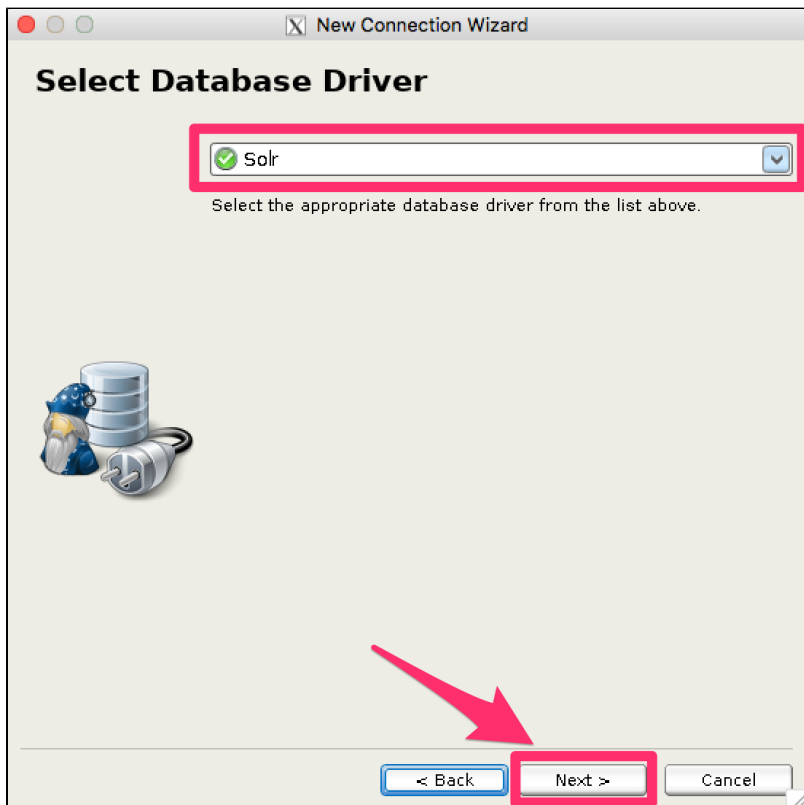 New Connection Wizard
Select Database Driver
Solr
Select the appropriate database driver from the list above.
< Back Next > Cancel